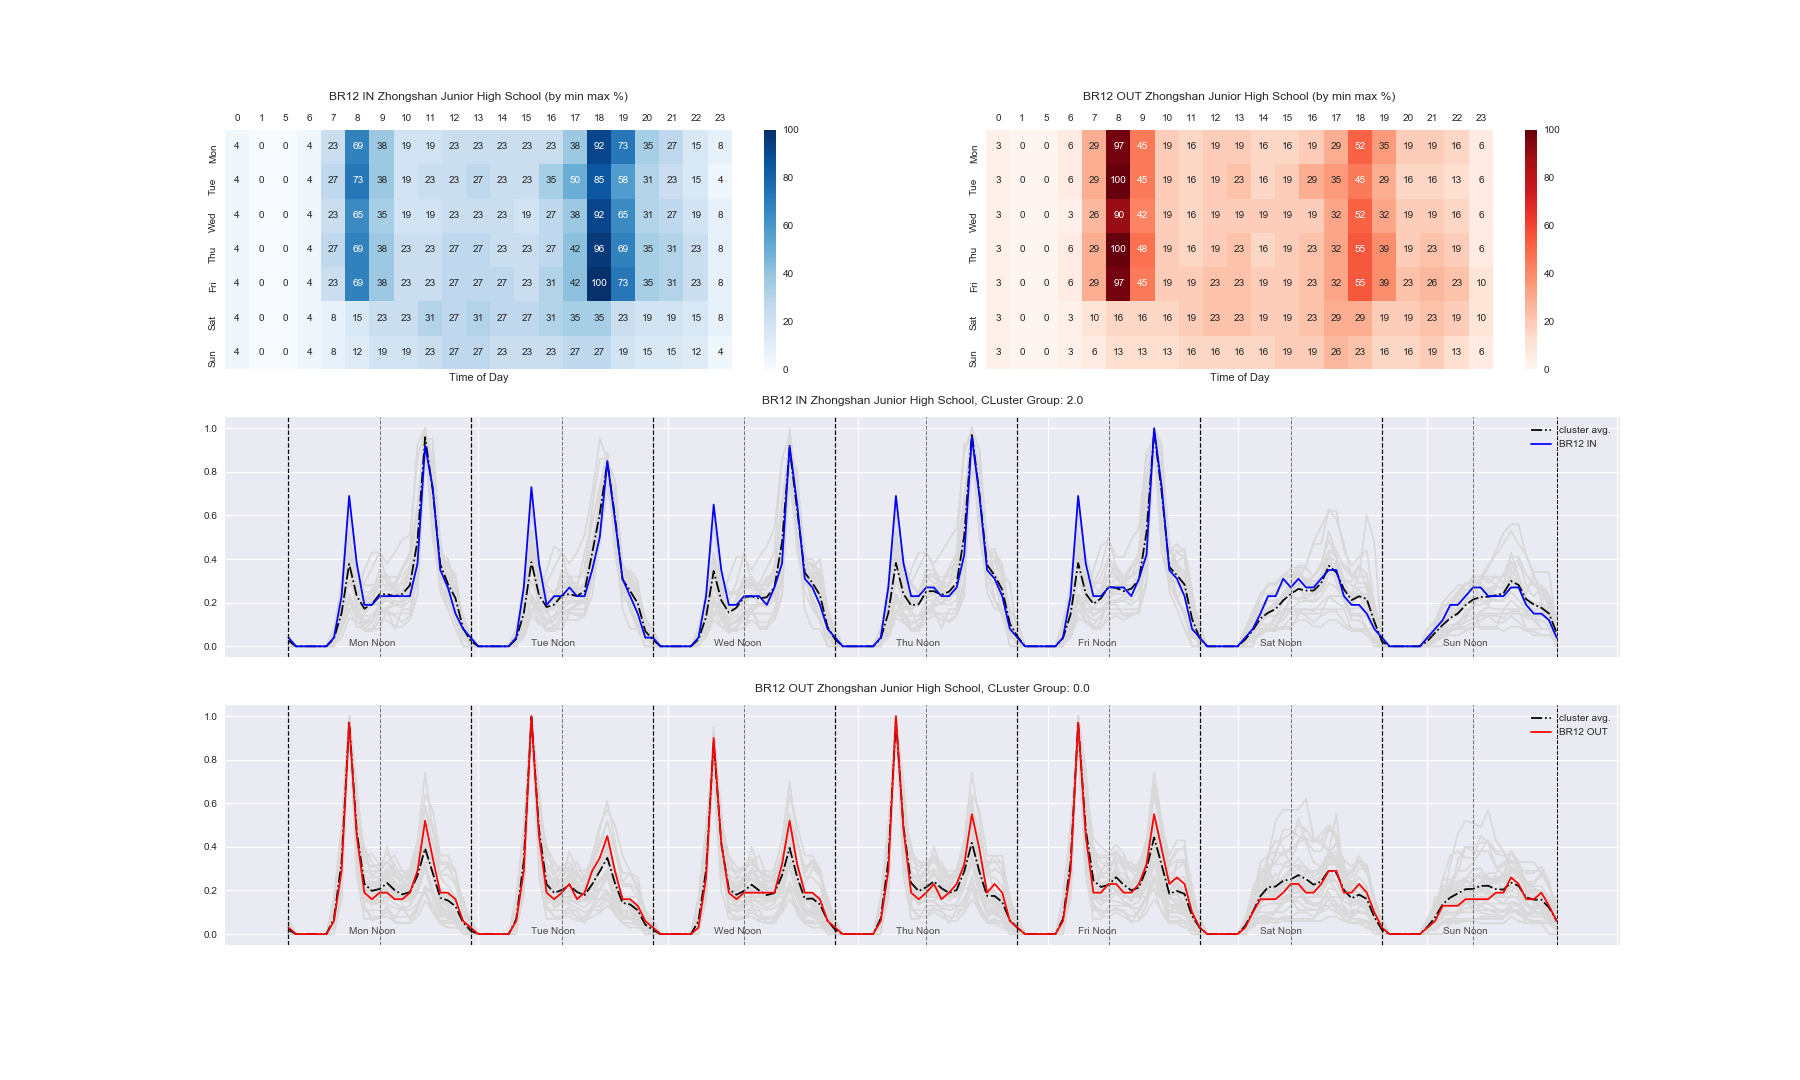 BR12 IN Zhongshan Junior High School (by min max %)
0 1 5 6 7 8 9 10 11 12 13 14 15 16 17 18 19 20 21 22 23
Mon 4 0 0 4 23 69 38 19 19 23 23 23 23 23 38 92 73 35 27 15 8
Tue 4 0 0 4 27 73 38 19 23 23 27 23 23 35 50 85 58 31 23 15 4
Wed 4 0 0 4 23 65 35 19 19 23 23 23 19 27 38 92 65 31 27 19 8
Thu 4 0 0 4 27 69 38 23 23 27 27 23 23 27 42 96 69 35 31 23 8
Fri 4 0 0 4 23 69 38 23 23 27 27 27 23 31 42 100 73 35 31 23 8
Sat 4 0 0 4 8 15 23 23 31 27 31 27 27 31 35 35 23 19 19 15 8
Sun 4 0 0 4 8 12 19 19 23 27 27 23 23 23 27 27 19 15 15 12 4
Time of Day
100
80
60
40
20
0
BR12 OUT Zhongshan Junior High School (by min max %)
0 1 5 6 7 8 9 10 11 12 13 14 15 16 17 18 19 20 21 22 23
Mon 3 0 0 6 29 97 45 19 16 19 19 16 16 19 29 52 35 19 19 16 6
Tue 3 0 0 6 29 100 45 19 16 19 23 19 16 29 35 45 29 16 16 13 6
Wed 3 0 0 3 26 90 42 19 16 19 19 19 19 19 32 52 32 19 19 16 6
Thu 3 0 0 6 29 100 48 19 16 19 23 16 19 23 32 55 39 19 23 19 6
Fri 3 0 0 6 29 97 45 19 19 23 23 19 19 23 32 55 39 23 26 23 10
Sat 3 0 0 3 10 16 16 16 19 23 23 19 19 23 29 29 19 19 23 19 10
Sun 3 0 0 3 6 13 13 13 16 16 16 16 19 19 26 23 16 16 19 13 6
Time of Day
100
80
60
40
20
0
BR12 IN Zhongshan Junior High School, CLuster Group: 2.0
1.0
0.8
0.6
0.4
0.2
0.0
cluster avg.
BR12 IN
Mon Noon Tue Noon Wed Noon Thu Noon Fri Noon Sat Noon Sun Noon
BR12 OUT Zhongshan Junior High School, CLuster Group: 0.0
1.0
0.8
0.6
0.4
0.2
0.0
cluster avg.
BR12 OUT
Mon Noon Tue Noon Wed Noon Thu Noon Fri Noon Sat Noon Sun Noon